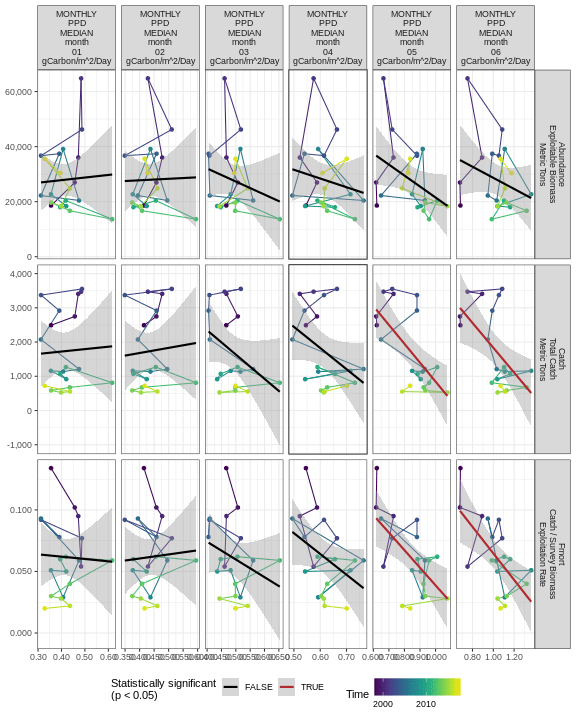 MONTHLY
PPD
MEDIAN
month
01
gCarbon/m^2/Day
MONTHLY
PPD
MEDIAN
month
02
gCarbon/m^2/Day
MONTHLY
PPD
MEDIAN
month
03
gCarbon/m^2/Day
MONTHLY
PPD
MEDIAN
month
04
gCarbon/m^2/Day
MONTHLY
PPD
MEDIAN
month
05
gCarbon/m^2/Day
MONTHLY
PPD
MEDIAN
month
06
gCarbon/m^2/Day
60,000
40,000
20,000
0
Abundance
Exploitable Biomass
Metric Tons
4,000
3,000
2,000
1,000
0
-1,000
Catch
Total Catch
Metric Tons
0.100
0.050
0.000
Fmort
Catch / Survey Biomass
Exploitation Rate
0.30 0.40 0.50 0.60
0.50 0.60 0.70
0.80 1.00 1.20
Statistically significant
(p < 0.05)
FALSE
TRUE
Time
2000 2010